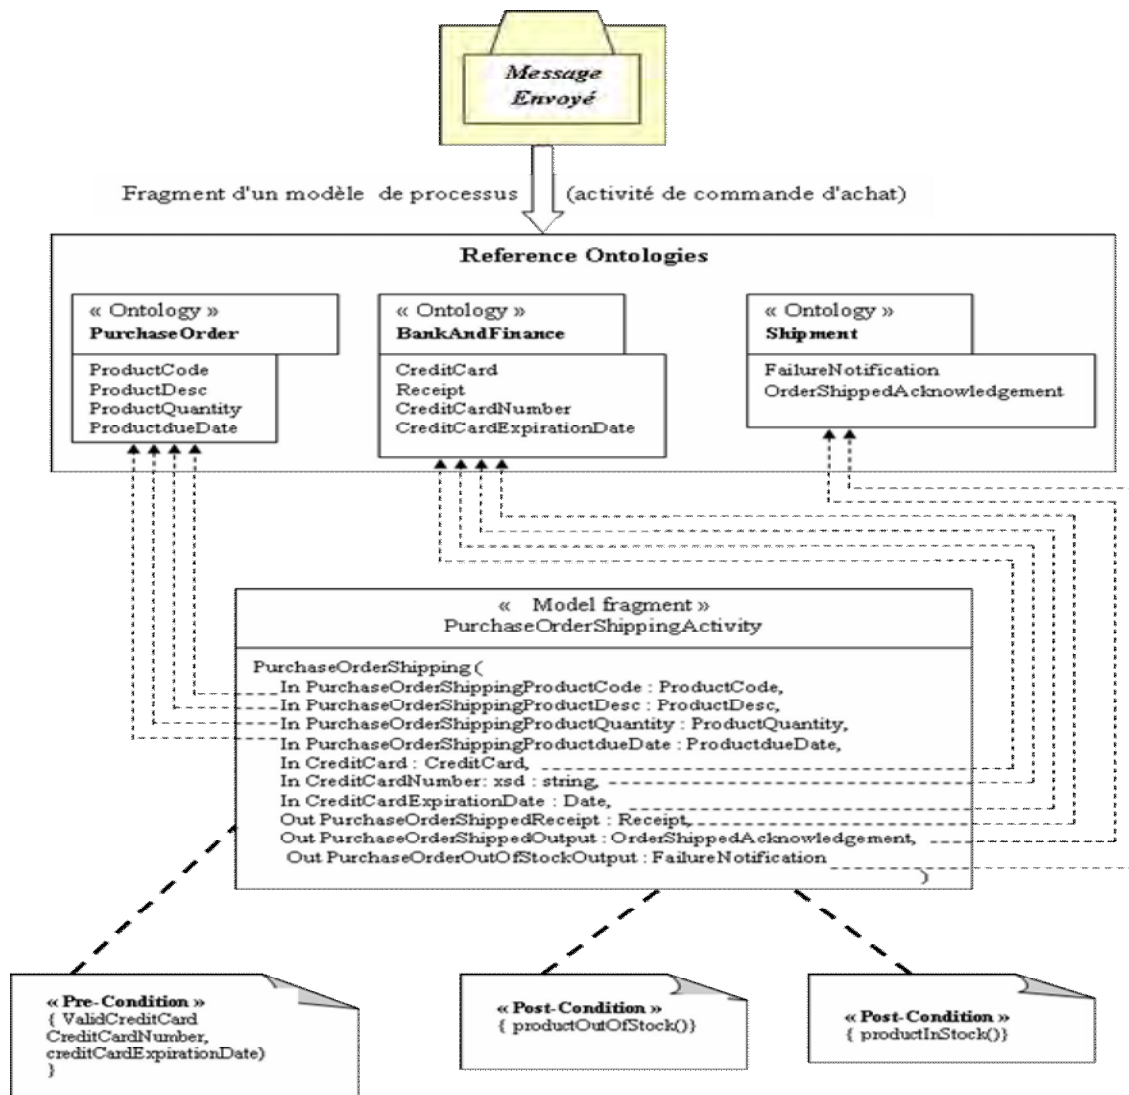 Message
Envoyé
Fragment d'un modèle de processus (activité de commande d'achat)
Reference Ontologies
« Ontology »
PurchaseOrder
ProductCode
ProductDesc
ProductQuantity
ProductdueDate
« Ontology »
BankAndFinance
CreditCard
Receipt
CreditCardNumber
CreditCardExpirationDate
« Ontology »
Shipment
FailureNotification
OrderShippedAcknowledgement
« Model fragment »
PurchaseOrderShippingActivity
PurchaseOrderShipping (
In PurchaseOrderShippingProductCode : ProductCode,
In PurchaseOrderShippingProductDesc : ProductDesc,
In PurchaseOrderShippingProductQuantity : ProductQuantity,
In PurchaseOrderShippingProductdueDate : ProductdueDate,
In CreditCard : CreditCard,
In CreditCardNumber: xsd : string,
In CreditCardExpirationDate : Date,
Out PurchaseOrderShippedReceipt : Receipt,
Out PurchaseOrderShippedOutput : OrderShippedAcknowledgement,
Out PurchaseOrderOutOfStockOutput : FailureNotification
)
« Pre-Condition »
{ ValidCreditCard
CreditCardNumber,
creditCardExpirationDate)
}
« Post-Condition »
{ productOutOfStock()}
« Post-Condition »
{ productInStock()}